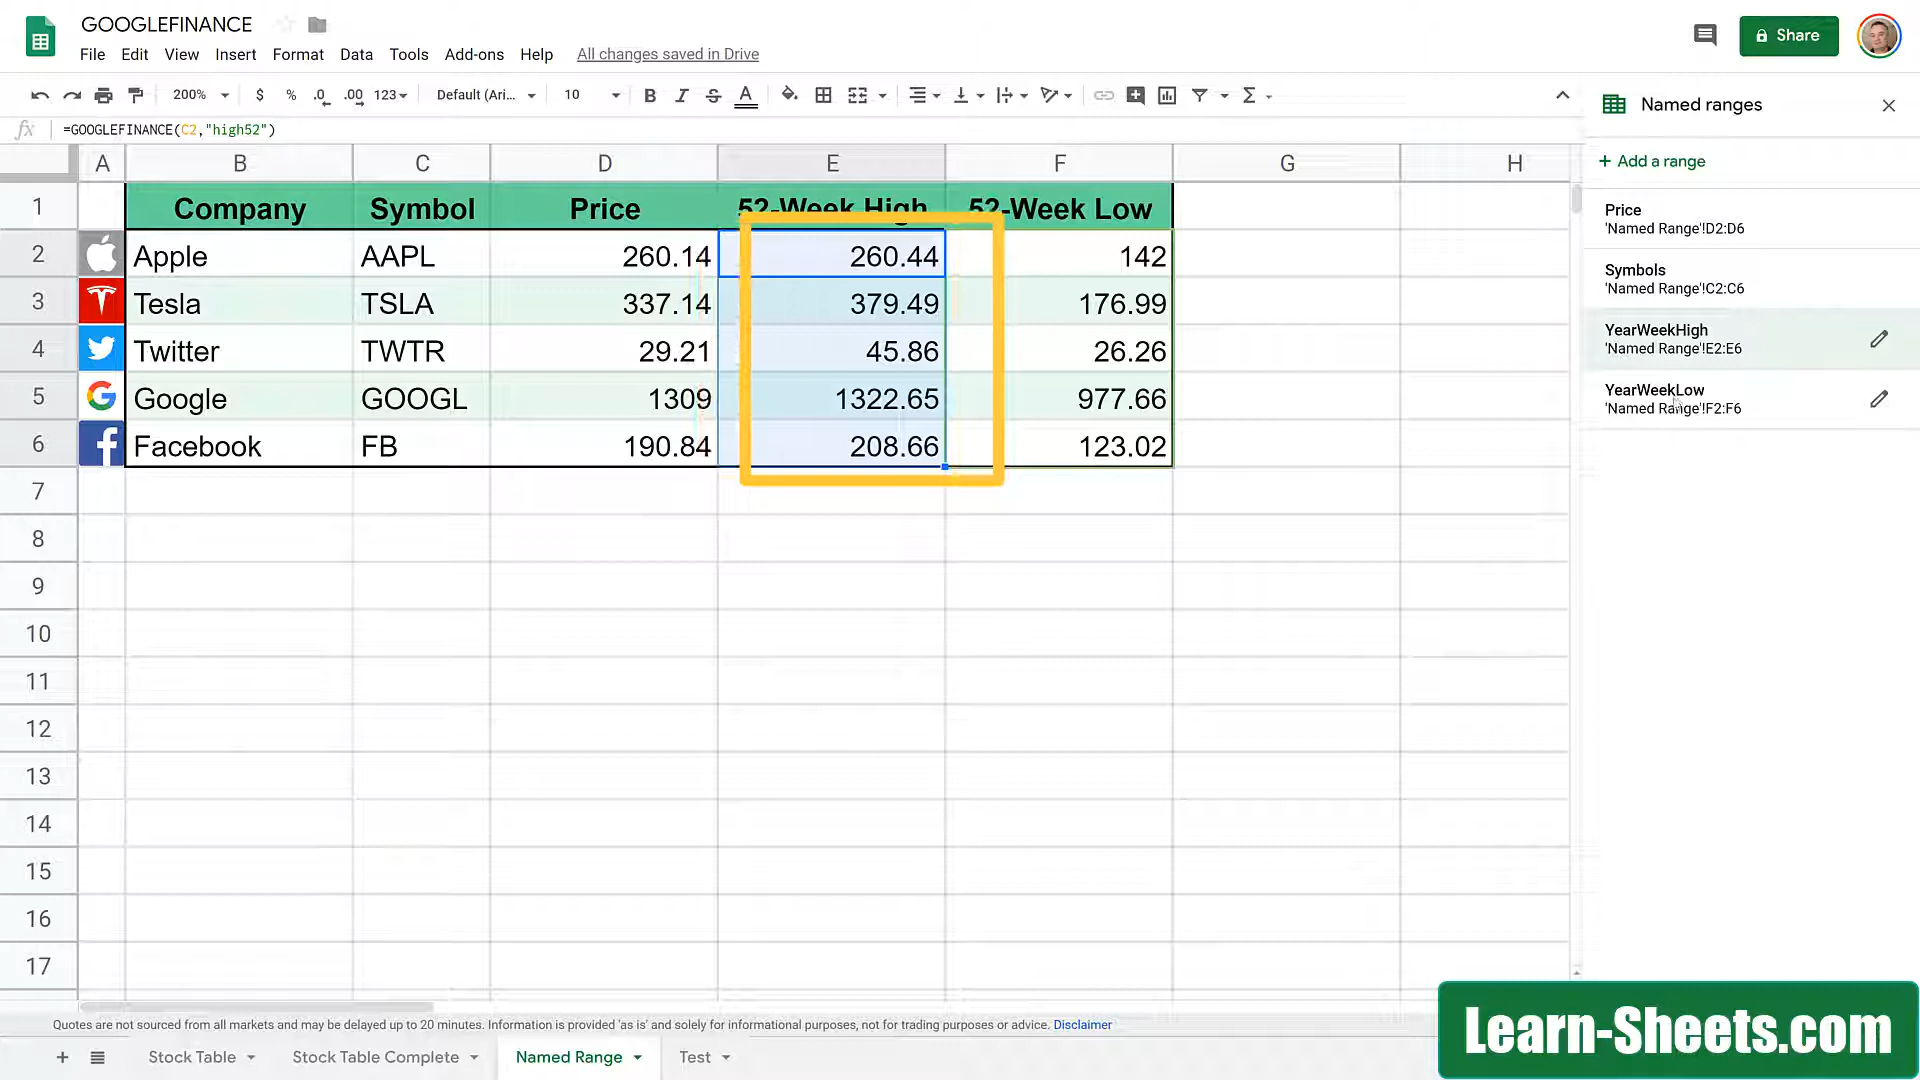 GOOGLEFINANCE
File Edit View Insert Format Data Tools Add-ons Help All changes saved in Drive
Share
200% $ % .0 .00 123 Default (Ari... 10 B I S A Σ
fx =GOOGLEFINANCE(C2,"high52")
Named ranges
+ Add a range
Price
'Named Range'!D2:D6
Symbols
'Named Range'!C2:C6
YearWeekHigh
'Named Range'!E2:E6
YearWeekLow
'Named Range'!F2:F6
A B C D E F G H
1 Company Symbol Price 52-Week High 52-Week Low
2 Apple AAPL 260.14 260.44 142
3 Tesla TSLA 337.14 379.49 176.99
4 Twitter TWTR 29.21 45.86 26.26
5 Google GOOGL 1309 1322.65 977.66
6 Facebook FB 190.84 208.66 123.02
7
8
9
10
11
12
13
14
15
16
17
Quotes are not sourced from all markets and may be delayed up to 20 minutes. Information is provided 'as is' and solely for informational purposes, not for trading purposes or advice. Disclaimer
+ Stock Table Stock Table Complete Named Range Test
Learn-Sheets.com